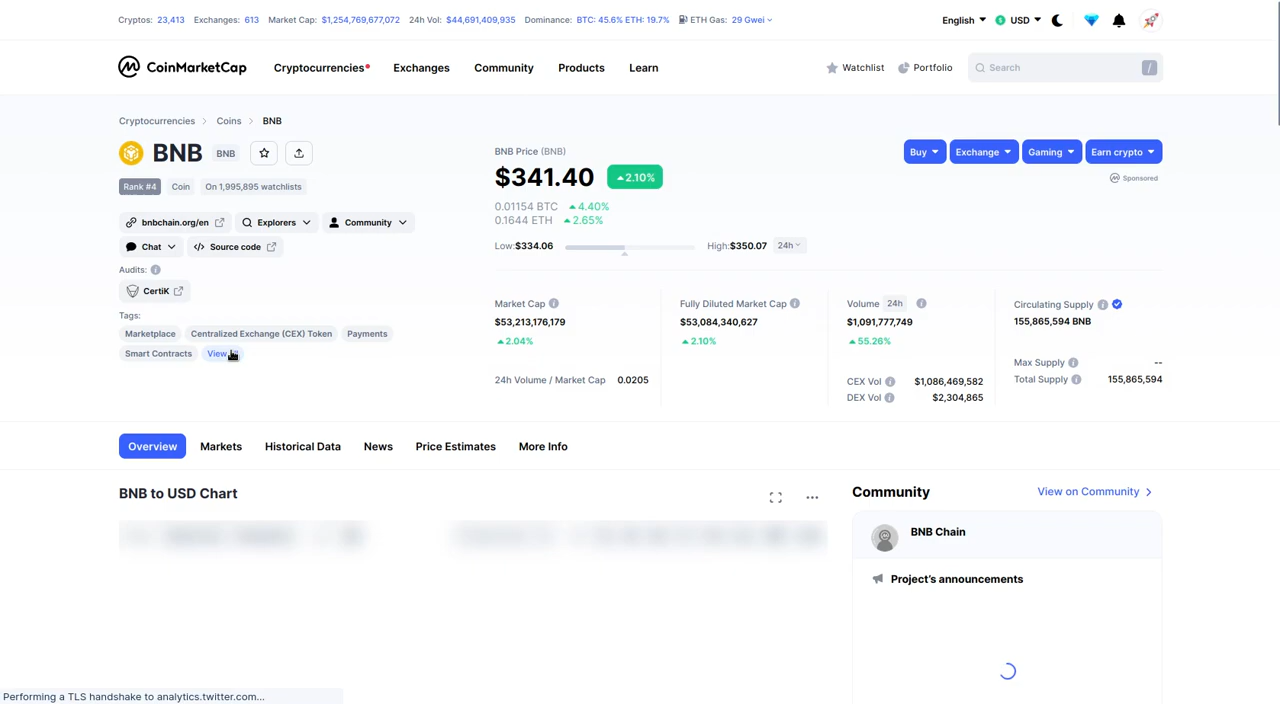 Cryptos: 23,413 Exchanges: 613 Market Cap: $1,254,769,677,072 24h Vol: $44,691,409,935 Dominance: BTC: 45.6% ETH: 19.7% ETH Gas: 29 Gwei English USD
CoinMarketCap Cryptocurrencies Exchanges Community Products Learn Watchlist Portfolio Search /
Cryptocurrencies Coins BNB
BNB BNB
Rank #4 Coin On 1,995,895 watchlists
bnbchain.org/en Explorers Community
Chat Source code
Audits:
CertiK
Tags:
Marketplace Centralized Exchange (CEX) Token Payments
Smart Contracts View
BNB Price (BNB)
$341.40 2.10%
0.01154 BTC 4.40%
0.1644 ETH 2.65%
Low:$334.06 High:$350.07 24h
Buy Exchange Gaming Earn crypto
Sponsored
Market Cap
$53,213,176,179
2.04%
24h Volume / Market Cap 0.0205
Fully Diluted Market Cap
$53,084,340,627
2.10%
Volume 24h
$1,091,777,749
55.26%
CEX Vol $1,086,469,582
DEX Vol $2,304,865
Circulating Supply
155,865,594 BNB
Max Supply --
Total Supply 155,865,594
Overview Markets Historical Data News Price Estimates More Info
BNB to USD Chart
Community View on Community
BNB Chain
Project's announcements
Performing a TLS handshake to analytics.twitter.com...